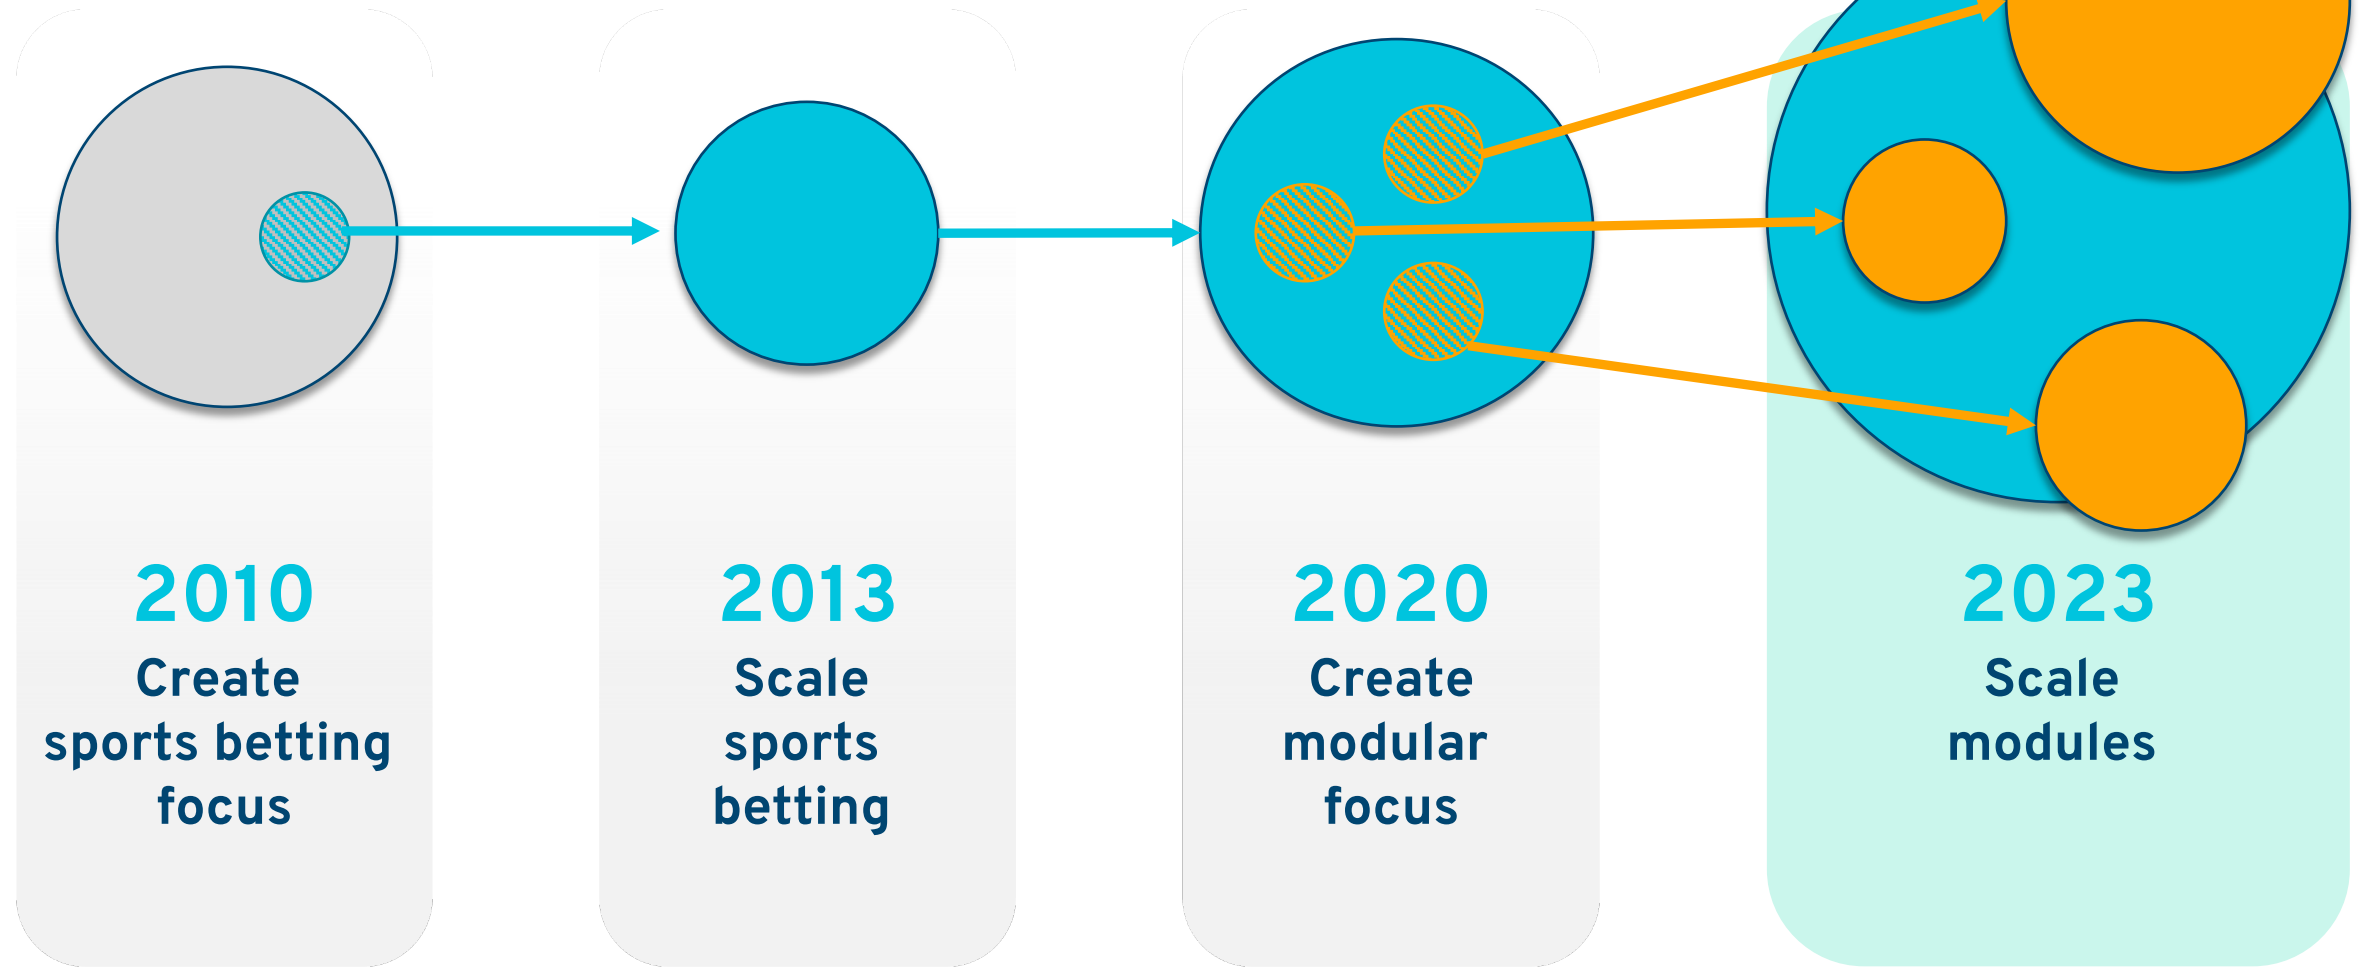 2010
Create
sports betting
focus
2013
Scale
sports
betting
2020
Create
modular
focus
2023
Scale
modules